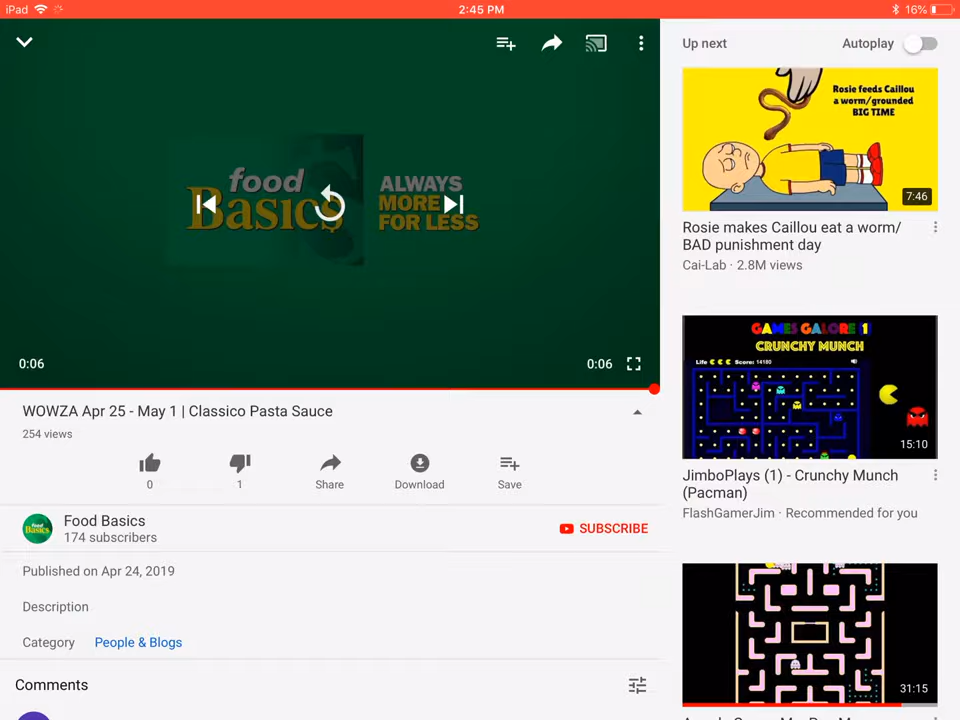 iPad
2:45 PM
16%
food
Basics
ALWAYS
MORE
FOR LESS
0:06
0:06
WOWZA Apr 25 - May 1 | Classico Pasta Sauce
254 views
0
1
Share
Download
Save
Food Basics
174 subscribers
SUBSCRIBE
Published on Apr 24, 2019
Description
Category
People & Blogs
Comments
Up next
Autoplay
Rosie feeds Caillou
a worm/grounded
BIG TIME
7:46
Rosie makes Caillou eat a worm/
BAD punishment day
Cai-Lab · 2.8M views
GAMES GALORE (1)
CRUNCHY MUNCH
Life
Score: 14180
15:10
JimboPlays (1) - Crunchy Munch
(Pacman)
FlashGamerJim · Recommended for you
31:15